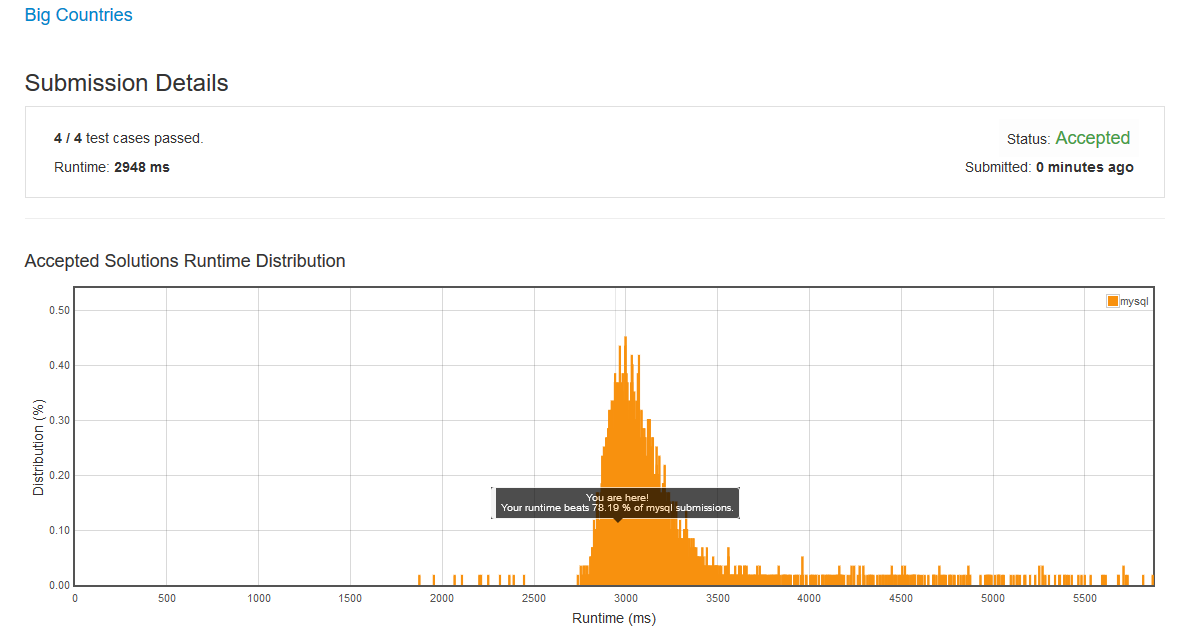 Big Countries
Submission Details
4 / 4 test cases passed.
Status: Accepted
Runtime: 2948 ms
Submitted: 0 minutes ago
Accepted Solutions Runtime Distribution
mysql
0.50
0.40
0.30
0.20
0.10
0.00
Distribution (%)
You are here!
Your runtime beats 78.19 % of mysql submissions.
0 500 1000 1500 2000 2500 3000 3500 4000 4500 5000 5500
Runtime (ms)